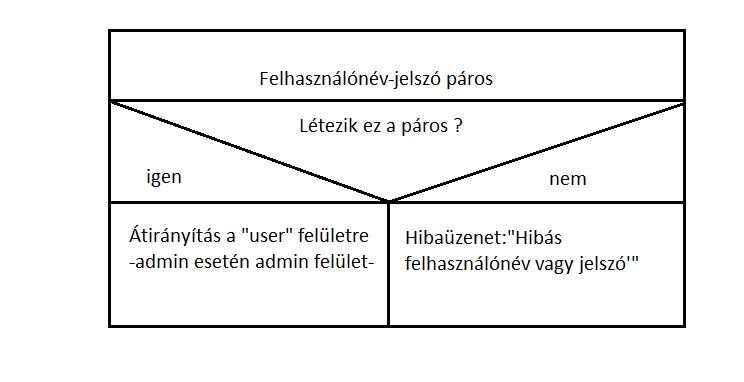 Felhasználónév-jelszó páros
Létezik ez a páros ?
igen
nem
Átirányítás a "user" felületre
-admin esetén admin felület-
Hibaüzenet:"Hibás
felhasználónév vagy jelszó'"